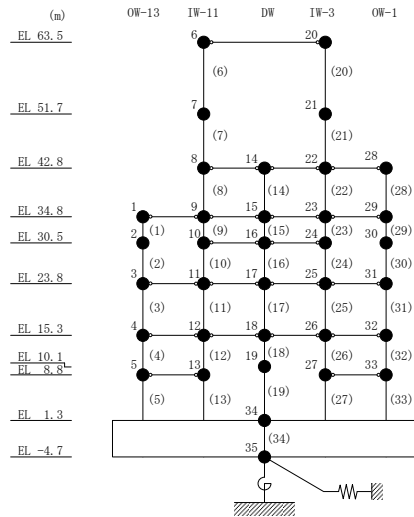 (m) OW-13 IW-11 DW IW-3 OW-1
EL 63.5 6 20
(6) (20)
EL 51.7 7 21
(7) (21)
EL 42.8 8 14 22 28
(8) (14) (22) (28)
EL 34.8 1 9 15 23 29
(1) (9) (15) (23) (29)
EL 30.5 2 10 16 24 30
(2) (10) (16) (24) (30)
EL 23.8 3 11 17 25 31
(3) (11) (17) (25) (31)
EL 15.3 4 12 18 26 32
(4) (12) (18) (26) (32)
EL 10.1 19
EL 8.8 5 13 27 33
(5) (13) (19) (27) (33)
EL 1.3 34
(34)
EL -4.7 35